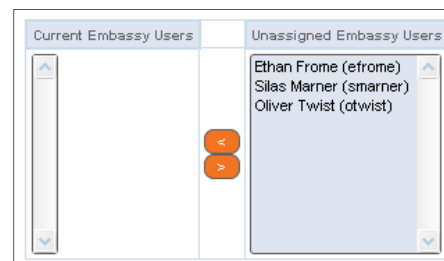 Current Embassy Users
Unassigned Embassy Users
Ethan Frome (efrome)
Silas Marner (smarner)
Oliver Twist (otwist)
<
>